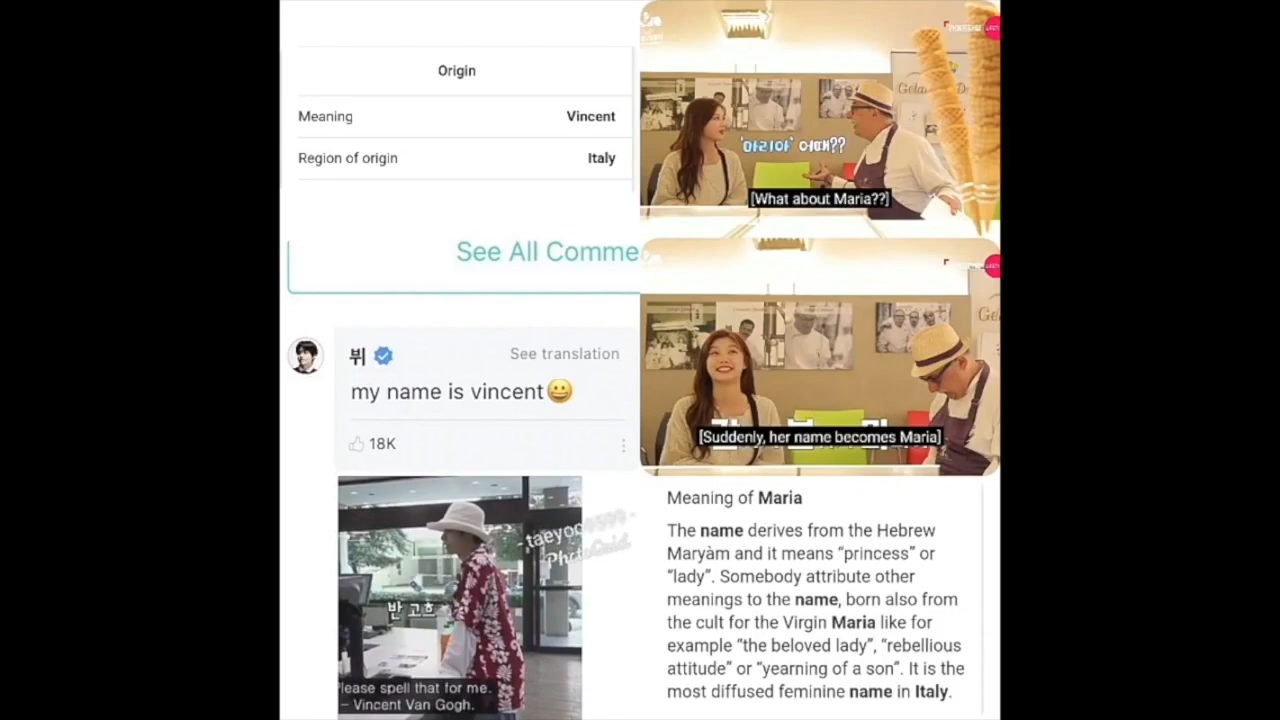 Origin
Meaning
Vincent
Region of origin
Italy
See All Comme
뷔
See translation
my name is vincent😀
18K
taeyoo9599-
PhotoGrid
반 고흐
lease spell that for me.
– Vincent Van Gogh.
'마리아' 어때??
[What about Maria??]
[Suddenly, her name becomes Maria]
Meaning of Maria
The name derives from the Hebrew
Maryàm and it means “princess” or
“lady”. Somebody attribute other
meanings to the name, born also from
the cult for the Virgin Maria like for
example “the beloved lady”, “rebellious
attitude” or “yearning of a son”. It is the
most diffused feminine name in Italy.